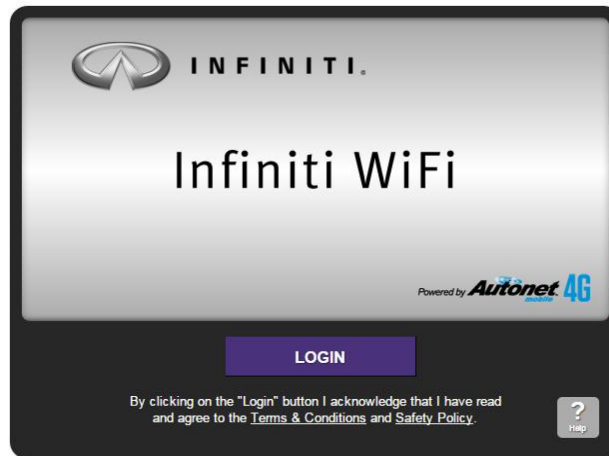 INFINITI®
Infiniti WiFi
Powered by Autonet mobile 4G
LOGIN
By clicking on the "Login" button I acknowledge that I have read
and agree to the Terms & Conditions and Safety Policy.
?
Help